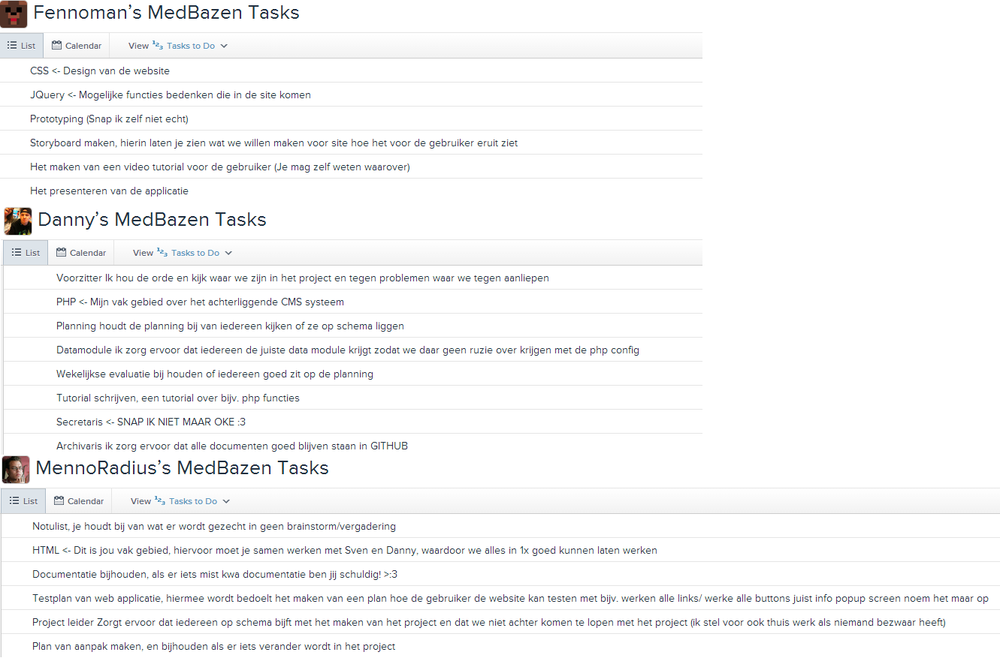 Fennoman’s MedBazen Tasks
List Calendar View 123 Tasks to Do
CSS <- Design van de website
JQuery <- Mogelijke functies bedenken die in de site komen
Prototyping (Snap ik zelf niet echt)
Storyboard maken, hierin laten je zien wat we willen maken voor site hoe het voor de gebruiker eruit ziet
Het maken van een video tutorial voor de gebruiker (Je mag zelf weten waarover)
Het presenteren van de applicatie
Danny’s MedBazen Tasks
List Calendar View 123 Tasks to Do
Voorzitter Ik hou de orde en kijk waar we zijn in het project en tegen problemen waar we tegen aanliepen
PHP <- Mijn vak gebied over het achterliggende CMS systeem
Planning houdt de planning bij van iedereen kijken of ze op schema liggen
Datamodule ik zorg ervoor dat iedereen de juiste data module krijgt zodat we daar geen ruzie over krijgen met de php config
Wekelijkse evaluatie bij houden of iedereen goed zit op de planning
Tutorial schrijven, een tutorial over bijv. php functies
Secretaris <- SNAP IK NIET MAAR OKE :3
Archivaris ik zorg ervoor dat alle documenten goed blijven staan in GITHUB
MennoRadius’s MedBazen Tasks
List Calendar View 123 Tasks to Do
Notulist, je houdt bij van wat er wordt gezecht in geen brainstorm/vergadering
HTML <- Dit is jou vak gebied, hiervoor moet je samen werken met Sven en Danny, waardoor we alles in 1x goed kunnen laten werken
Documentatie bijhouden, als er iets mist kwa documentatie ben jij schuldig! >:3
Testplan van web applicatie, hiermee wordt bedoelt het maken van een plan hoe de gebruiker de website kan testen met bijv. werken alle links/ werke alle buttons juist info popup screen noem het maar op
Project leider Zorgt ervoor dat iedereen op schema bijft met het maken van het project en dat we niet achter komen te lopen met het project (ik stel voor ook thuis werk als niemand bezwaar heeft)
Plan van aanpak maken, en bijhouden als er iets verander wordt in het project